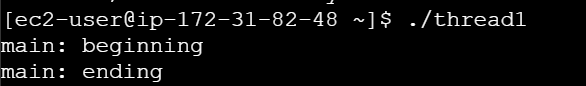 [ec2-user@ip-172-31-82-48 ~]$ ./thread1
main: beginning
main: ending